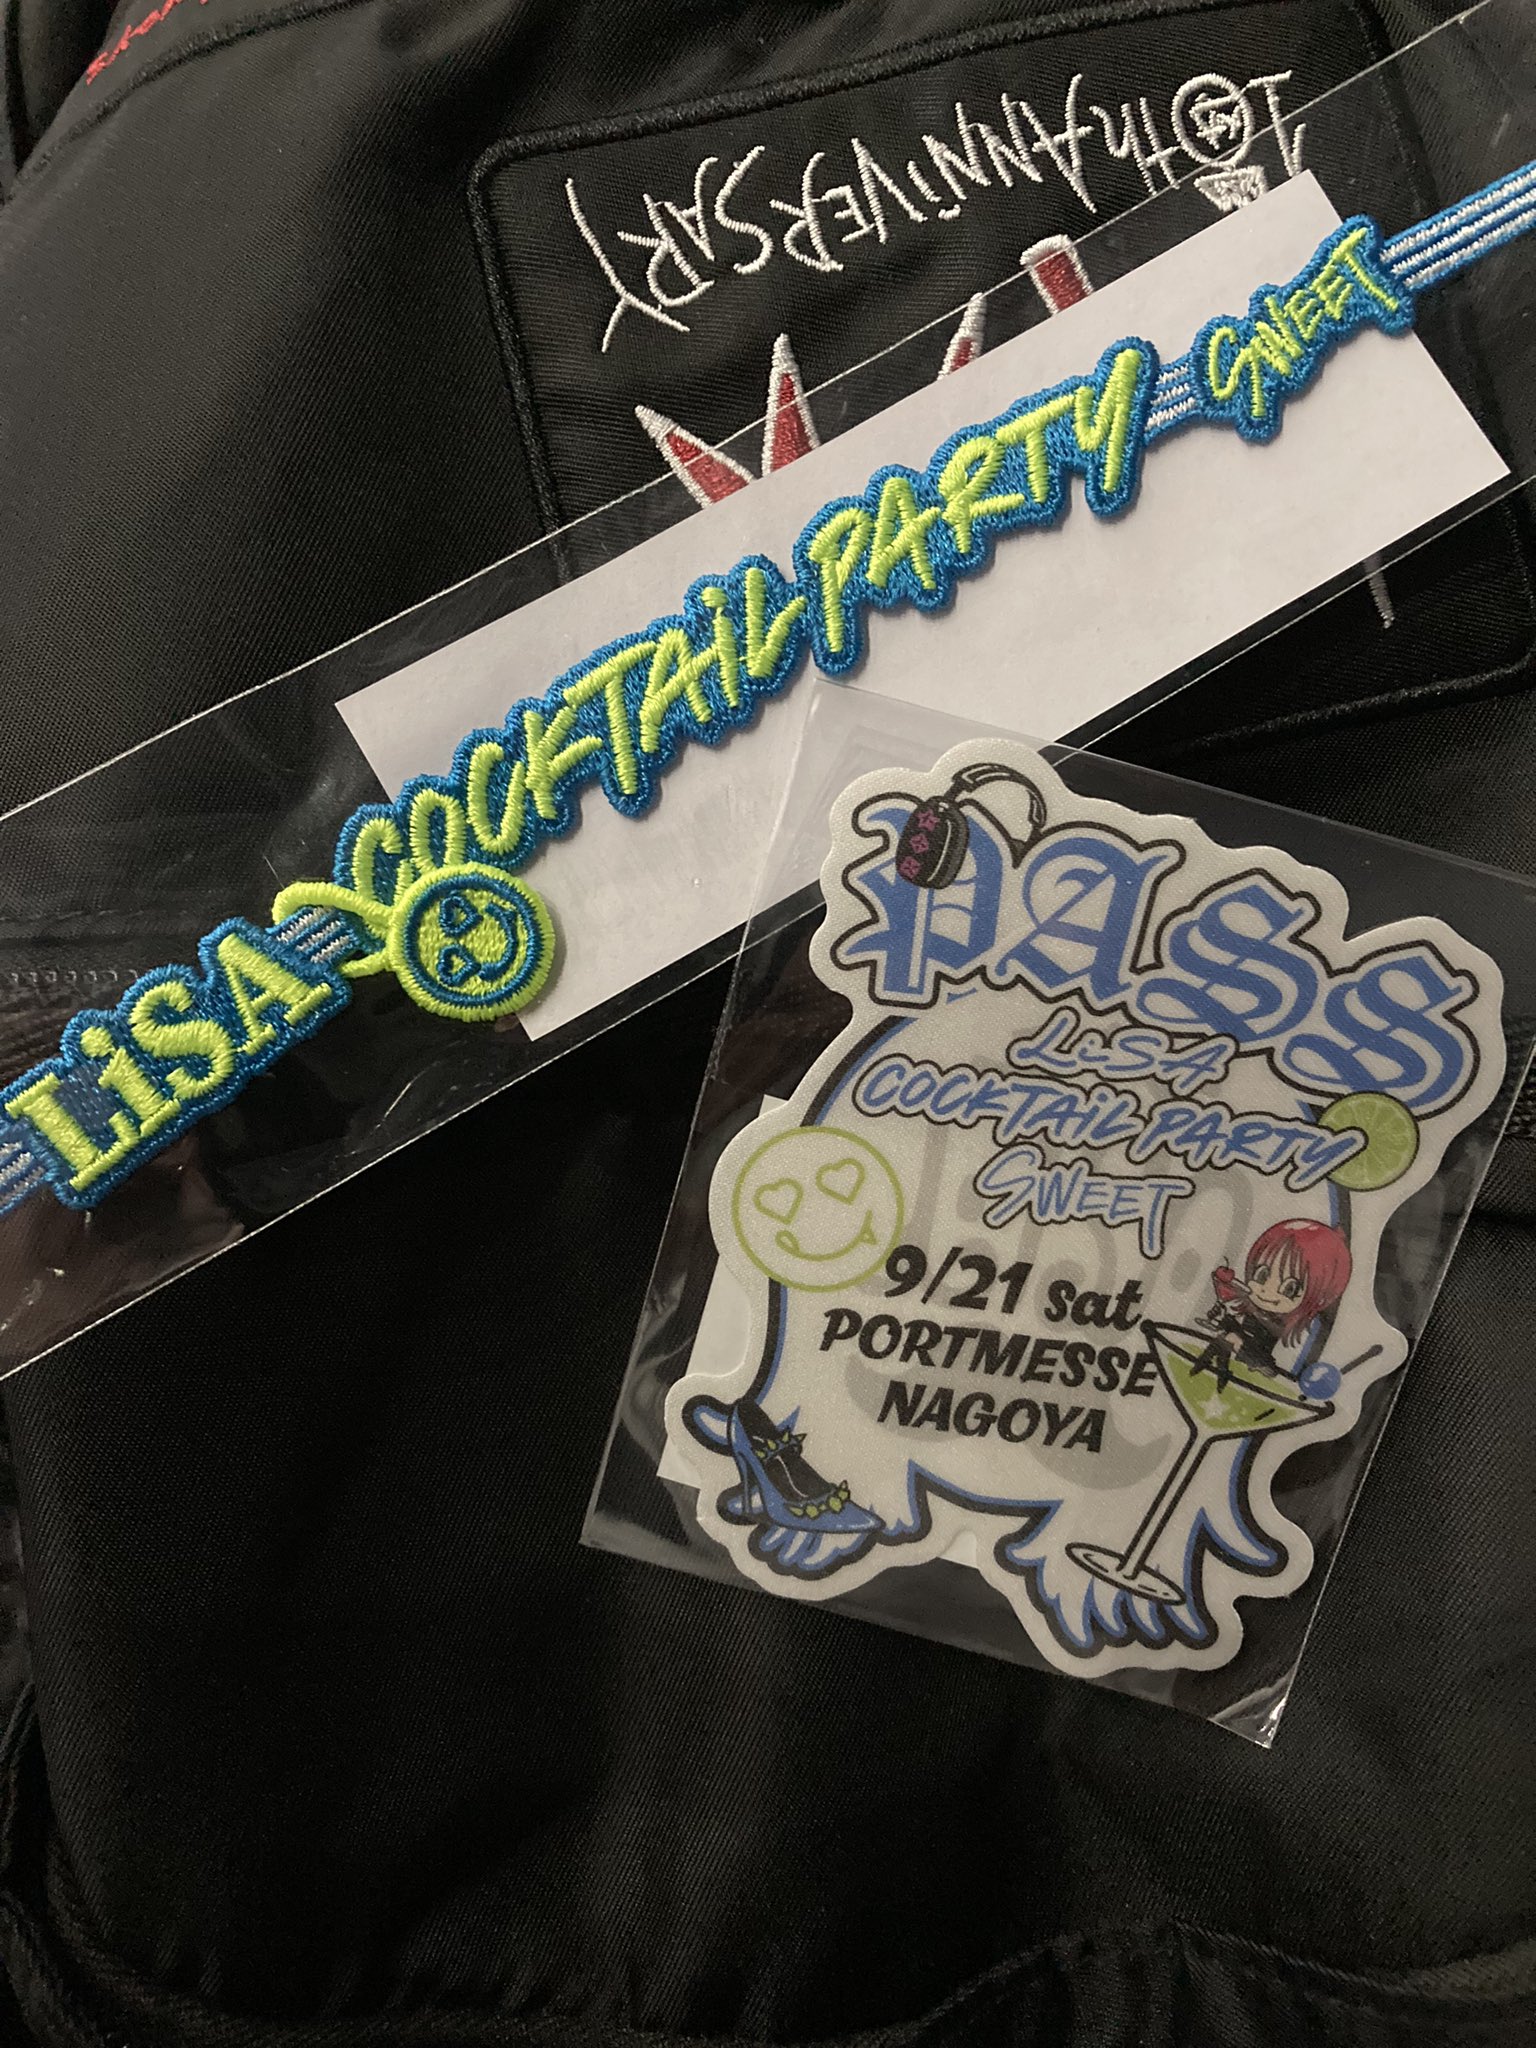 10th ANNiVERSARY
LiSA COCKTAiL PARTY SWEET
PASS
LiSA
COCKTAiL PARTY
SWEET
9/21 sat.
PORTMESSE
NAGOYA